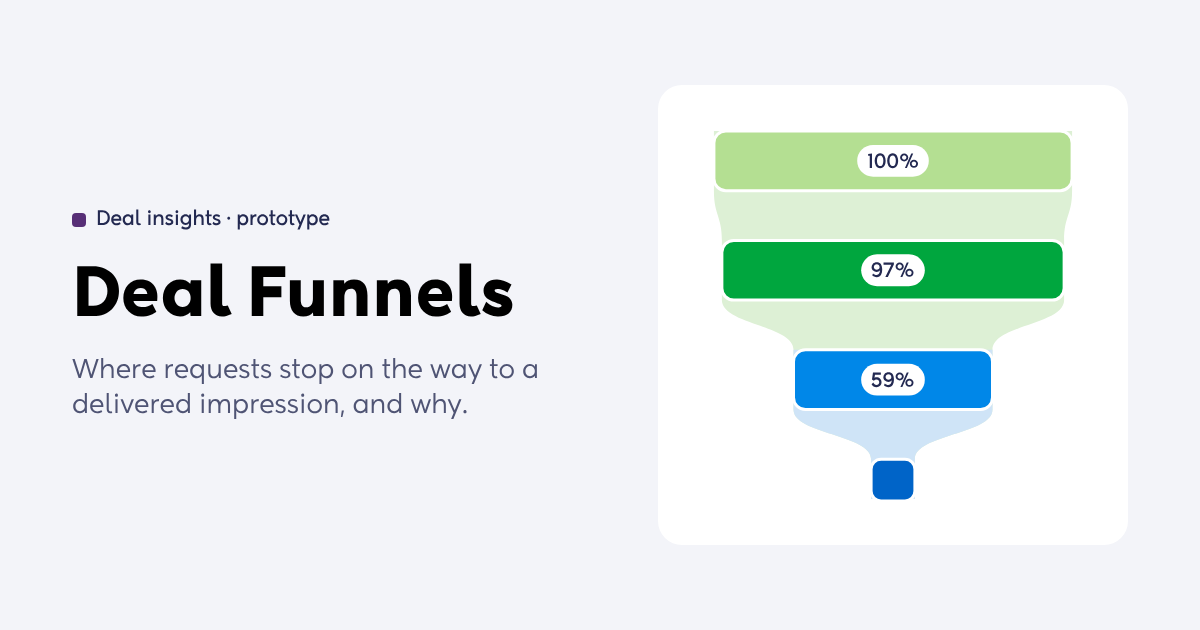 Deal insights · prototype
Deal Funnels
Where requests stop on the way to a
delivered impression, and why.
100%
97%
59%